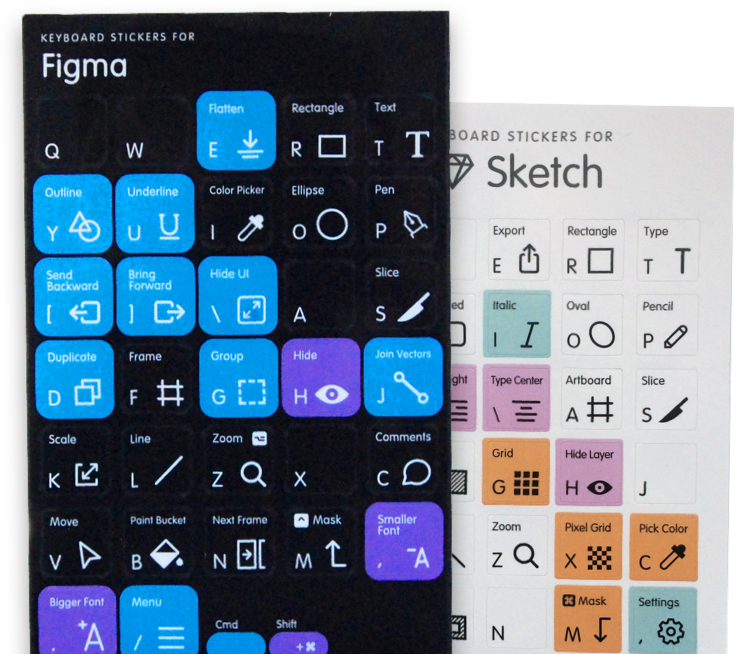 KEYBOARD STICKERS FOR
Figma
Q
W
Flatten
E
Rectangle
R
Text
T T
Outline
Y
Underline
U U
Color Picker
I
Ellipse
O
Pen
P
Send
Backward
[
Bring
Forward
]
Hide UI
\
A
Slice
S
Duplicate
D
Frame
F
Group
G
Hide
H
Join Vectors
J
Scale
K
Line
L
Zoom
Z
X
Comments
C
Move
V
Paint Bucket
B
Next Frame
N
^ Mask
M
Smaller
Font
, -A
Bigger Font
. +A
Menu
/
Cmd
Shift
+⌘
BOARD STICKERS FOR
Sketch
Export
E
Rectangle
R
Type
T T
ed
Italic
I I
Oval
O
Pencil
P
ght
Type Center
\
Artboard
A
Slice
S
Grid
G
Hide Layer
H
J
Zoom
Z
Pixel Grid
X
Pick Color
C
N
⌘ Mask
M
Settings
,